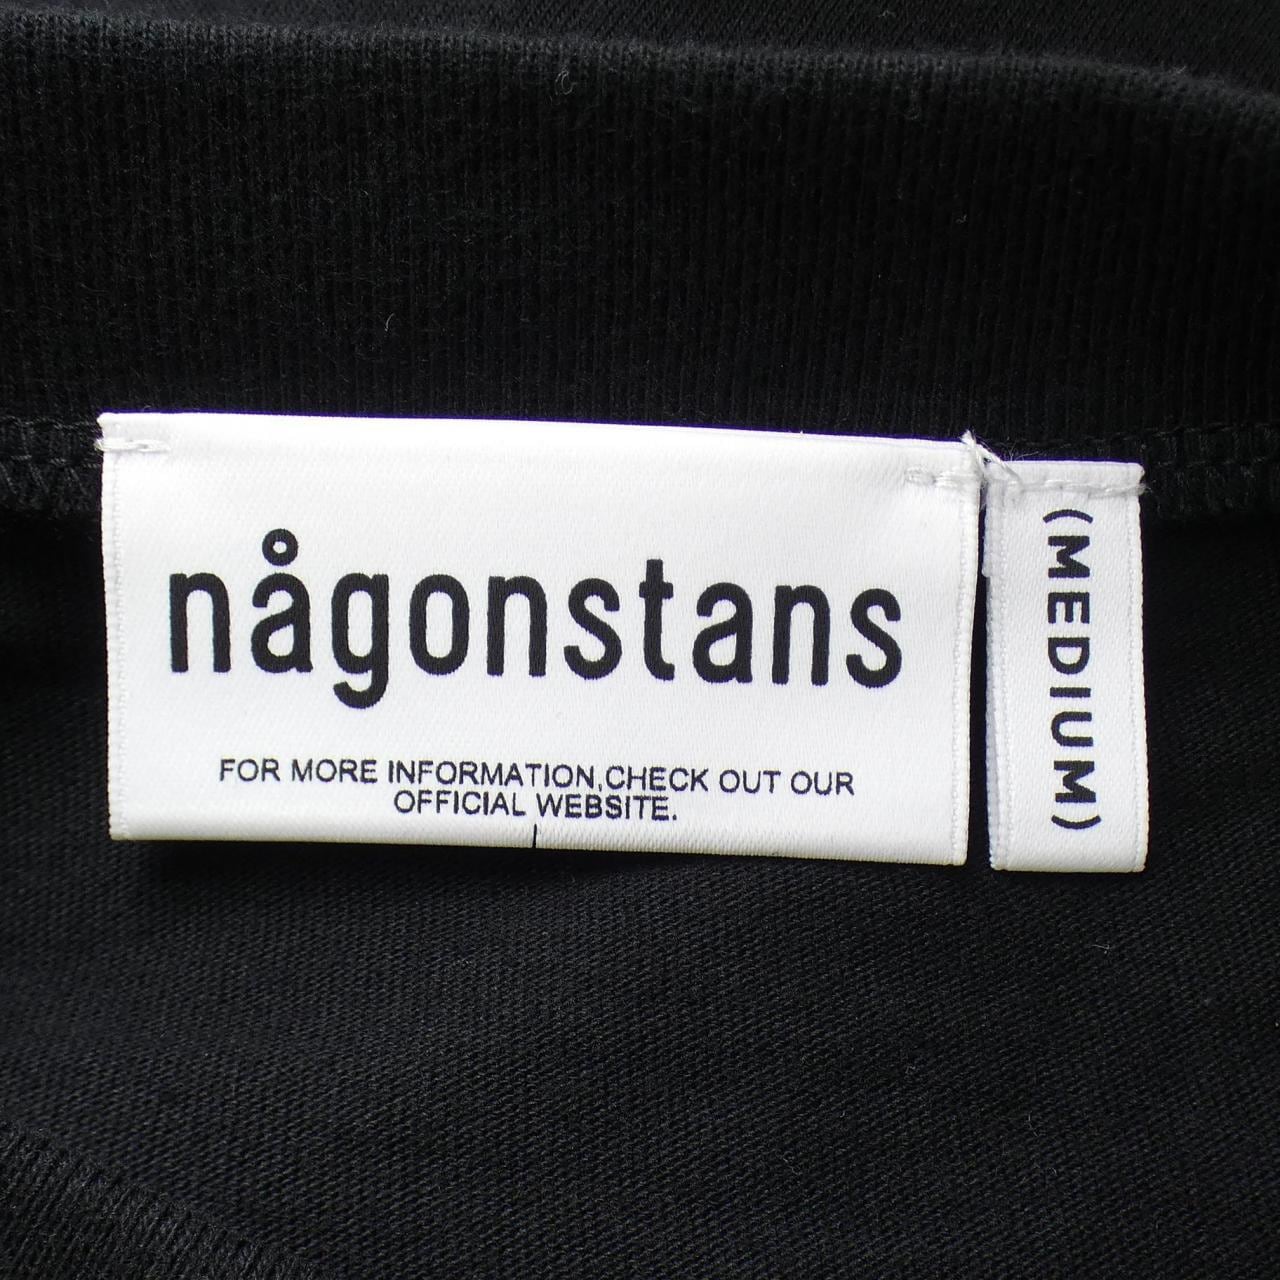 någonstans
FOR MORE INFORMATION,CHECK OUT OUR
OFFICIAL WEBSITE.
(MEDIUM)